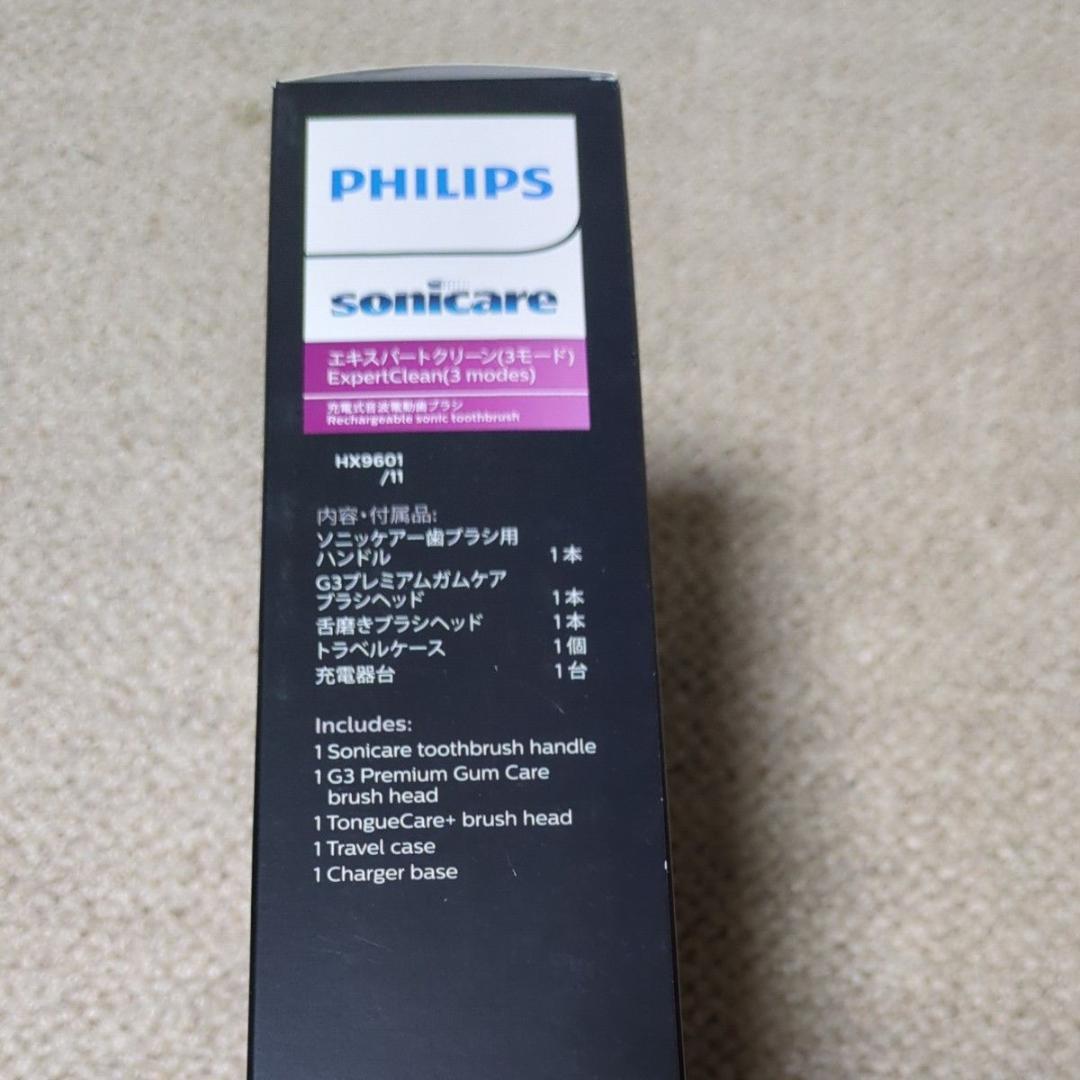 PHILIPS
sonicare
エキスパートクリーン(3モード)
ExpertClean(3 modes)
充電式音波電動歯ブラシ
Rechargeable sonic toothbrush
HX9601
/11
内容・付属品:
ソニッケアー歯ブラシ用
ハンドル 1本
G3プレミアムガムケア
ブラシヘッド 1本
舌磨きブラシヘッド 1本
トラベルケース 1個
充電器台 1台
Includes:
1 Sonicare toothbrush handle
1 G3 Premium Gum Care
brush head
1 TongueCare+ brush head
1 Travel case
1 Charger base